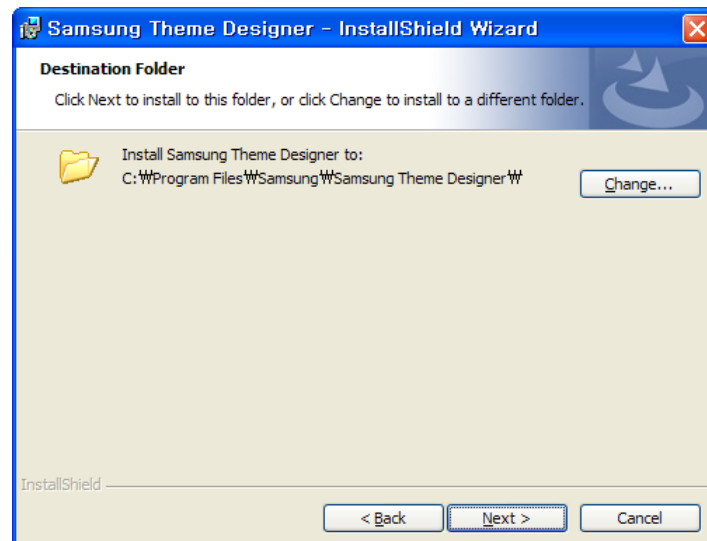 Samsung Theme Designer - InstallShield Wizard
Destination Folder
Click Next to install to this folder, or click Change to install to a different folder.
Install Samsung Theme Designer to:
C:₩Program Files₩Samsung₩Samsung Theme Designer₩
Change...
InstallShield
< Back
Next >
Cancel